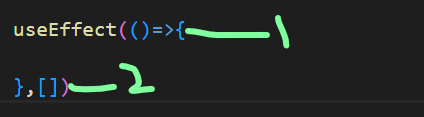 useEffect(()=>{ 1
},[]) 2